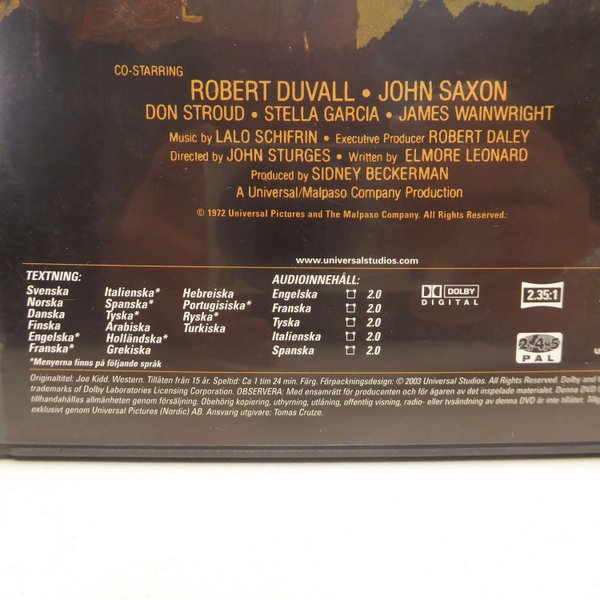 CO-STARRING
ROBERT DUVALL • JOHN SAXON
DON STROUD • STELLA GARCIA • JAMES WAINWRIGHT
Music by LALO SCHIFRIN • Executive Producer ROBERT DALEY
Directed by JOHN STURGES • Written by ELMORE LEONARD
Produced by SIDNEY BECKERMAN
A Universal/Malpaso Company Production
© 1972 Universal Pictures and The Malpaso Company. All Rights Reserved.
www.universalstudios.com
TEXTNING:
Svenska Italienska* Hebreiska
Norska Spanska* Portugisiska*
Danska Tyska* Ryska*
Finska Arabiska Turkiska
Engelska* Holländska*
Franska* Grekiska
*Menyerna finns på följande språk
AUDIOINNEHÅLL:
Engelska 2.0
Franska 2.0
Tyska 2.0
Italienska 2.0
Spanska 2.0
DOLBY
DIGITAL
2.35:1
2•4•5
PAL
Originaltitel: Joe Kidd. Western. Tillåten från 15 år. Speltid: Ca 1 tim 24 min. Färg. Förpackningsdesign: © 2003 Universal Studios. All Rights Reserved. Dolby and
trademarks of Dolby Laboratories Licensing Corporation. OBSERVERA: Med ensamrätt för producenten och för ägaren av det inspelade materialet. Denna DVD
tillhandahållas allmänheten genom försäljning. Obehörig kopiering, uthyrning, utlåning, offentlig visning, radio- eller tvsändning av denna DVD är inte tillåtet.
exklusivt genom Universal Pictures (Nordic) AB. Ansvarig utgivare: Tomas Crutze.